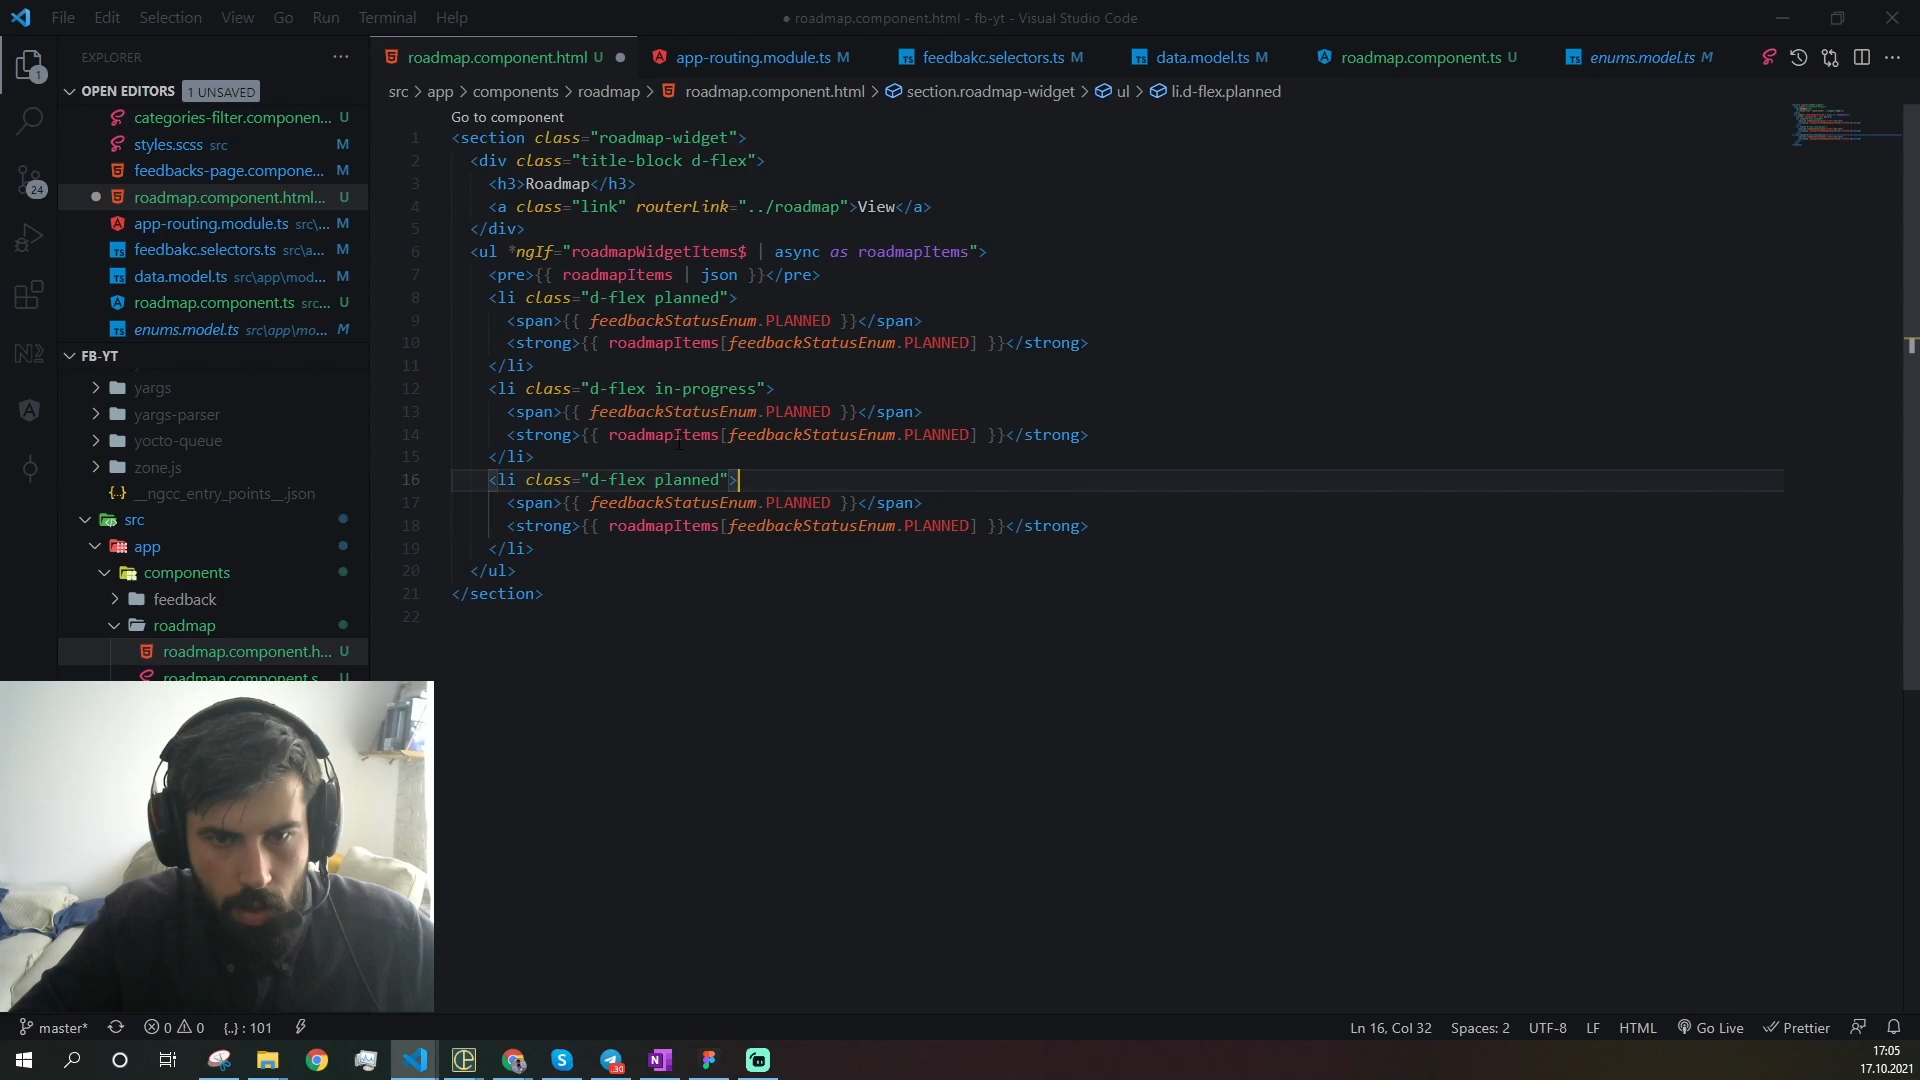 File Edit Selection View Go Run Terminal Help
● roadmap.component.html - fb-yt - Visual Studio Code
EXPLORER
OPEN EDITORS 1 UNSAVED
categories-filter.componen... U
styles.scss src M
feedbacks-page.compone... M
roadmap.component.html... U
app-routing.module.ts src\... M
feedbakc.selectors.ts src\a... M
data.model.ts src\app\mod... M
roadmap.component.ts src... U
enums.model.ts src\app\mo... M
FB-YT
yargs
yargs-parser
yocto-queue
zone.js
__ngcc_entry_points__.json
src
app
components
feedback
roadmap
roadmap.component.h... U
roadmap.component.s... U
1
24
roadmap.component.html U
app-routing.module.ts M
feedbakc.selectors.ts M
data.model.ts M
roadmap.component.ts U
enums.model.ts M
src > app > components > roadmap > roadmap.component.html > section.roadmap-widget > ul > li.d-flex.planned
Go to component
1 <section class="roadmap-widget">
2 <div class="title-block d-flex">
3 <h3>Roadmap</h3>
4 <a class="link" routerLink="../roadmap">View</a>
5 </div>
6 <ul *ngIf="roadmapWidgetItems$ | async as roadmapItems">
7 <pre>{{ roadmapItems | json }}</pre>
8 <li class="d-flex planned">
9 <span>{{ feedbackStatusEnum.PLANNED }}</span>
10 <strong>{{ roadmapItems[feedbackStatusEnum.PLANNED] }}</strong>
11 </li>
12 <li class="d-flex in-progress">
13 <span>{{ feedbackStatusEnum.PLANNED }}</span>
14 <strong>{{ roadmapItems[feedbackStatusEnum.PLANNED] }}</strong>
15 </li>
16 <li class="d-flex planned">
17 <span>{{ feedbackStatusEnum.PLANNED }}</span>
18 <strong>{{ roadmapItems[feedbackStatusEnum.PLANNED] }}</strong>
19 </li>
20 </ul>
21 </section>
22
master* 0 0 {..} : 101
Ln 16, Col 32 Spaces: 2 UTF-8 LF HTML Go Live Prettier
30
17:05
17.10.2021